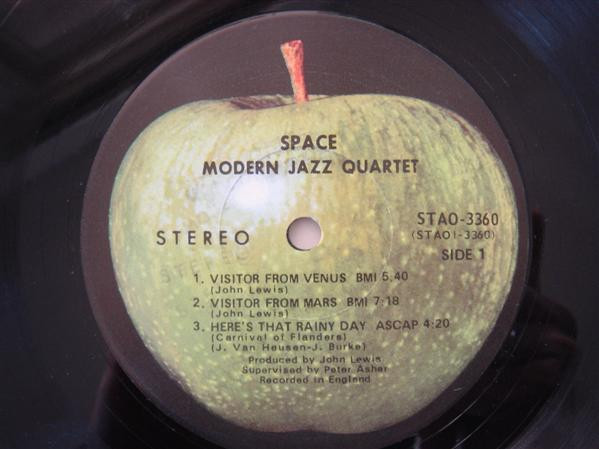 SPACE
MODERN JAZZ QUARTET
STAO-3360
(STAO1-3360)
STEREO
SIDE 1
1. VISITOR FROM VENUS BMI 5:40
(John Lewis)
2. VISITOR FROM MARS BMI 7:18
(John Lewis)
3. HERE'S THAT RAINY DAY ASCAP 4:20
(Carnival of Flanders)
(J. Van Heusen-J. Burke)
Produced by John Lewis
Supervised by Peter Asher
Recorded in England